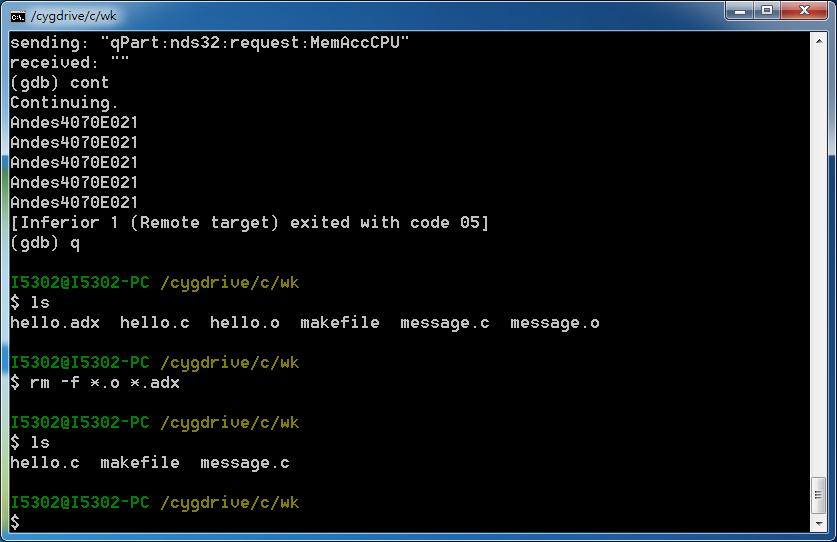 /cygdrive/c/wk
sending: "qPart:nds32:request:MemAccCPU"
received: ""
(gdb) cont
Continuing.
Andes4070E021
Andes4070E021
Andes4070E021
Andes4070E021
Andes4070E021
[Inferior 1 (Remote target) exited with code 05]
(gdb) q
I5302@I5302-PC /cygdrive/c/wk
$ ls
hello.adx  hello.c  hello.o  makefile  message.c  message.o
I5302@I5302-PC /cygdrive/c/wk
$ rm -f *.o *.adx
I5302@I5302-PC /cygdrive/c/wk
$ ls
hello.c  makefile  message.c
I5302@I5302-PC /cygdrive/c/wk
$